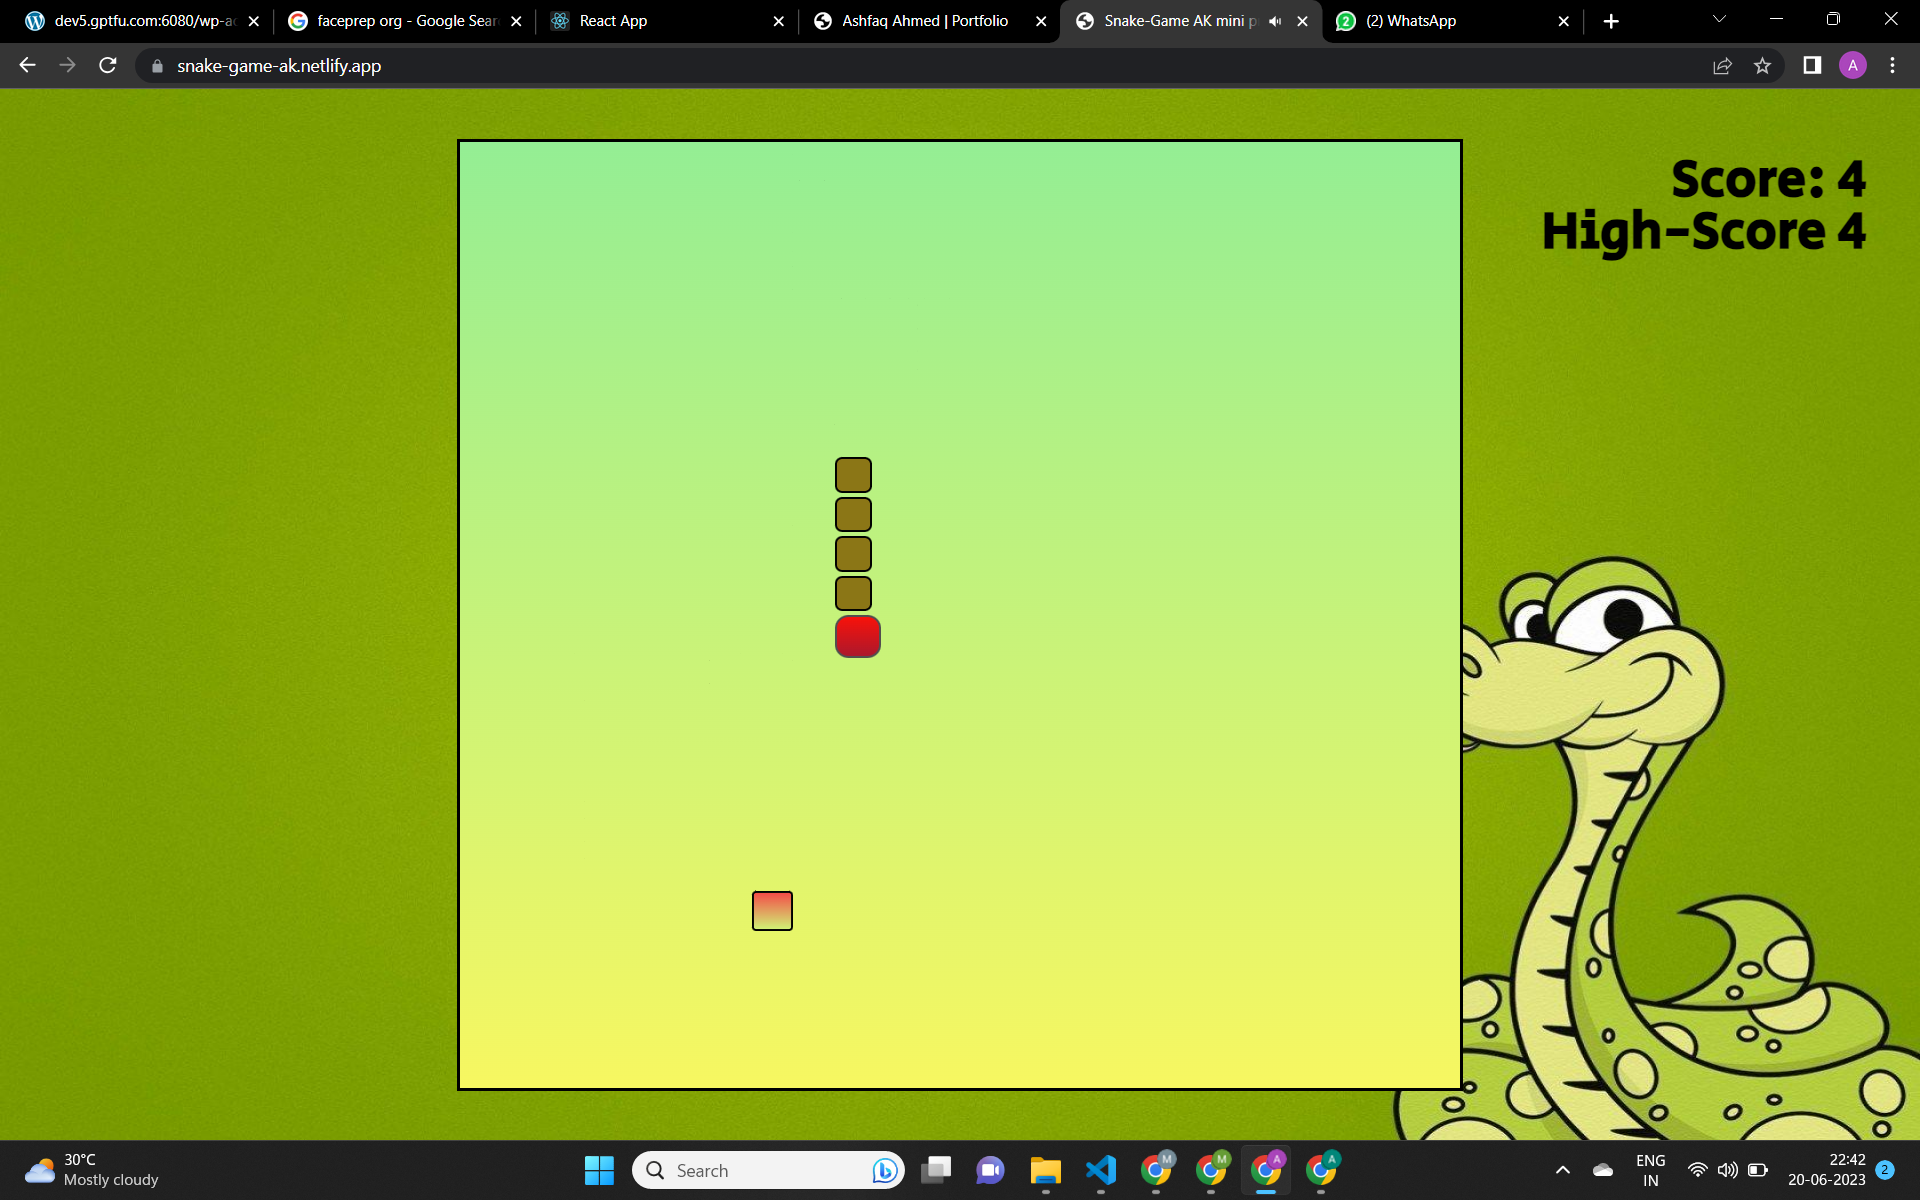 dev5.gptfu.com:6080/wp-a
faceprep org - Google Sear
React App
Ashfaq Ahmed | Portfolio
Snake-Game AK mini p
(2) WhatsApp
snake-game-ak.netlify.app
A
Score: 4
High-Score 4
30°C
Mostly cloudy
Search
M
M
A
A
ENG
IN
22:42
20-06-2023
2